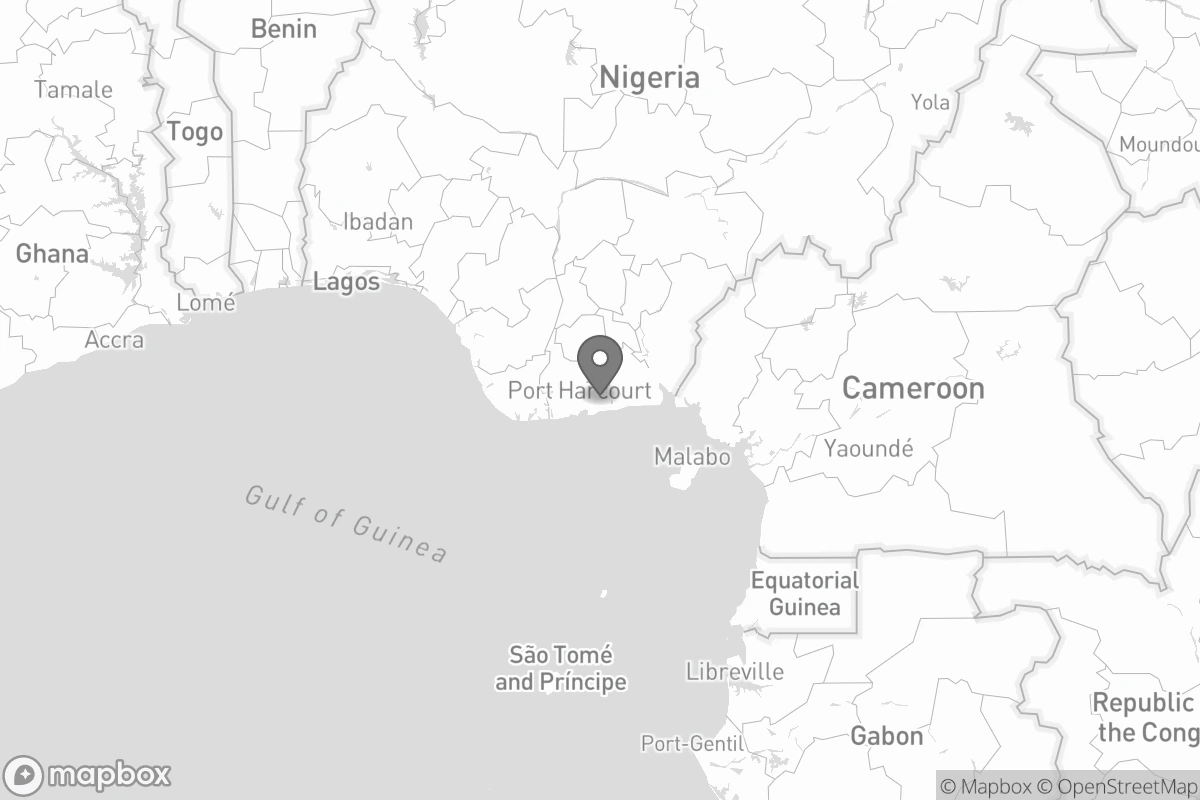 Benin
Nigeria
Tamale
Yola
Togo
Moundou
Ibadan
Ghana
Lagos
Lomé
Accra
Port Harcourt
Cameroon
Yaoundé
Malabo
Gulf of Guinea
Equatorial
Guinea
São Tomé
and Príncipe
Libreville
Republic
the Cong
Port-Gentil
Gabon
mapbox
© Mapbox © OpenStreetMap